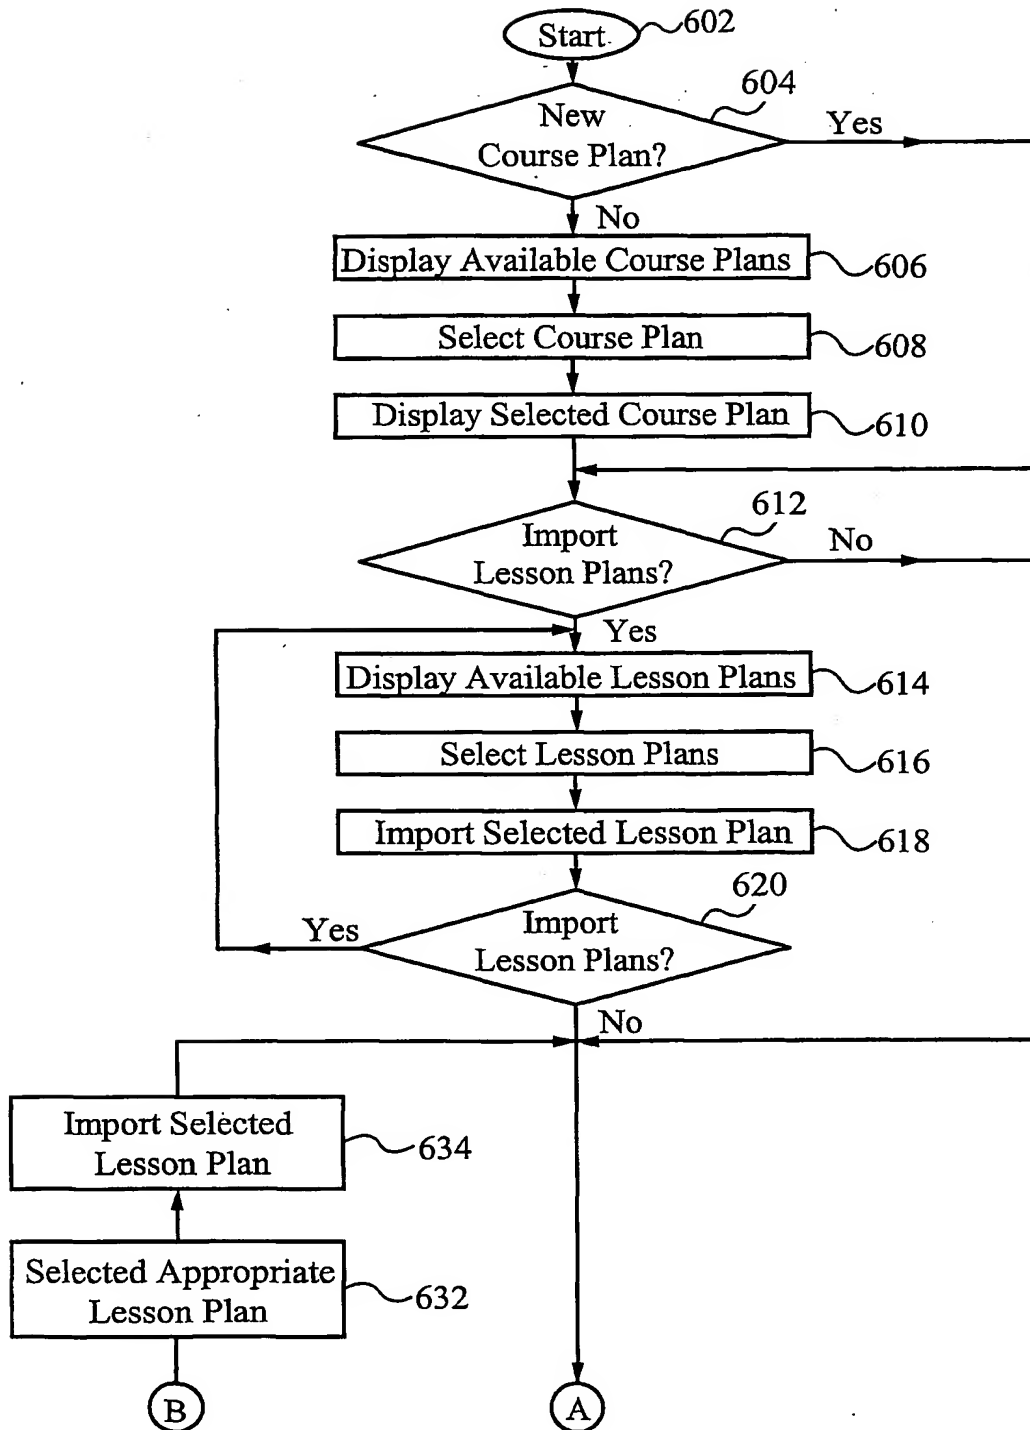 Start
602
604
New
Course Plan?
Yes
No
Display Available Course Plans
606
Select Course Plan
608
Display Selected Course Plan
610
612
Import
Lesson Plans?
No
Yes
Display Available Lesson Plans
614
Select Lesson Plans
616
Import Selected Lesson Plan
618
620
Import
Lesson Plans?
Yes
No
Import Selected
Lesson Plan
634
Selected Appropriate
Lesson Plan
632
B
A